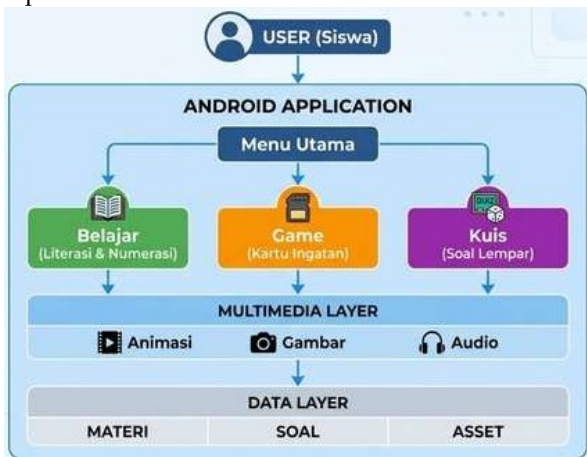 USER (Siswa)
ANDROID APPLICATION
Menu Utama
Belajar
(Literasi & Numerasi)
Game
(Kartu Ingatan)
QUIZ
Kuis
(Soal Lempar)
MULTIMEDIA LAYER
Animasi Gambar Audio
DATA LAYER
MATERI SOAL ASSET